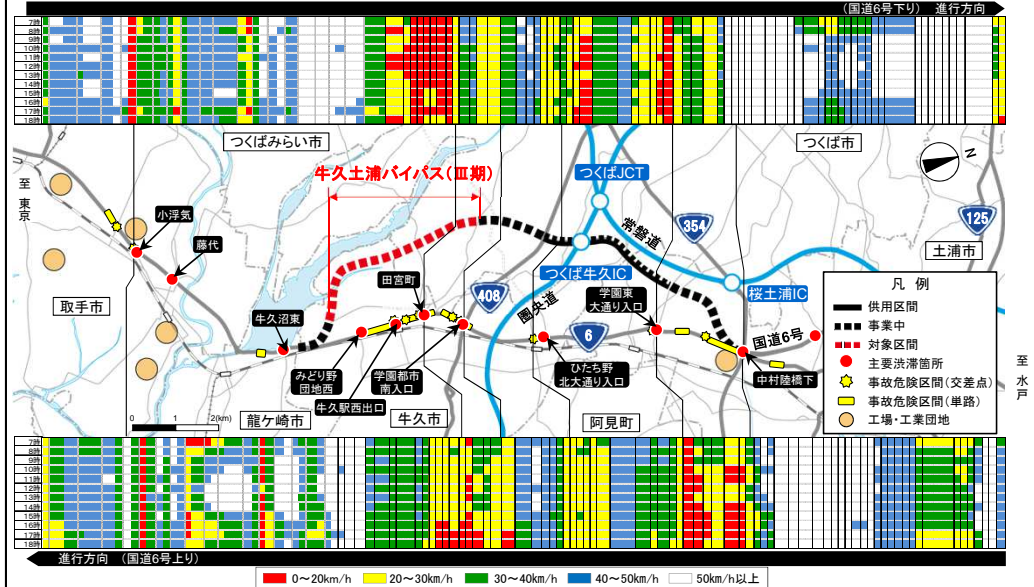 (国道6号下り) 進行方向
7時
8時
9時
10時
11時
12時
13時
14時
15時
16時
17時
18時
つくばみらい市
つくば市
牛久土浦バイパス(Ⅲ期)
つくばJCT
N
至 東京
小浮気
藤代
常磐道
354
125
土浦市
田宮町
408
つくば牛久IC
桜土浦IC
取手市
牛久沼東
圏央道
学園東
大通り入口
6
国道6号
凡 例
供用区間
事業中
対象区間
主要渋滞箇所
事故危険区間(交差点)
事故危険区間(単路)
工場・工業団地
至 水戸
みどり野
団地西
学園都市
南入口
牛久駅西出口
ひたち野
北大通り入口
中村陸橋下
0 1 2(km)
龍ケ崎市
牛久市
阿見町
7時
8時
9時
10時
11時
12時
13時
14時
15時
16時
17時
18時
進行方向 (国道6号上り)
0～20km/h 20～30km/h 30～40km/h 40～50km/h 50km/h以上